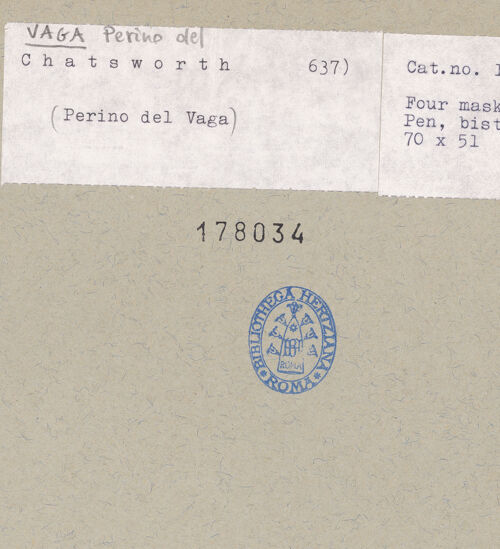 VAGA Perino del
Chatsworth 637)
(Perino del Vaga)
Cat.no.
Four mask
Pen, bist
70 x 51
178034
BIBLIOTHECA HERTZIANA
ROMA
ROMA